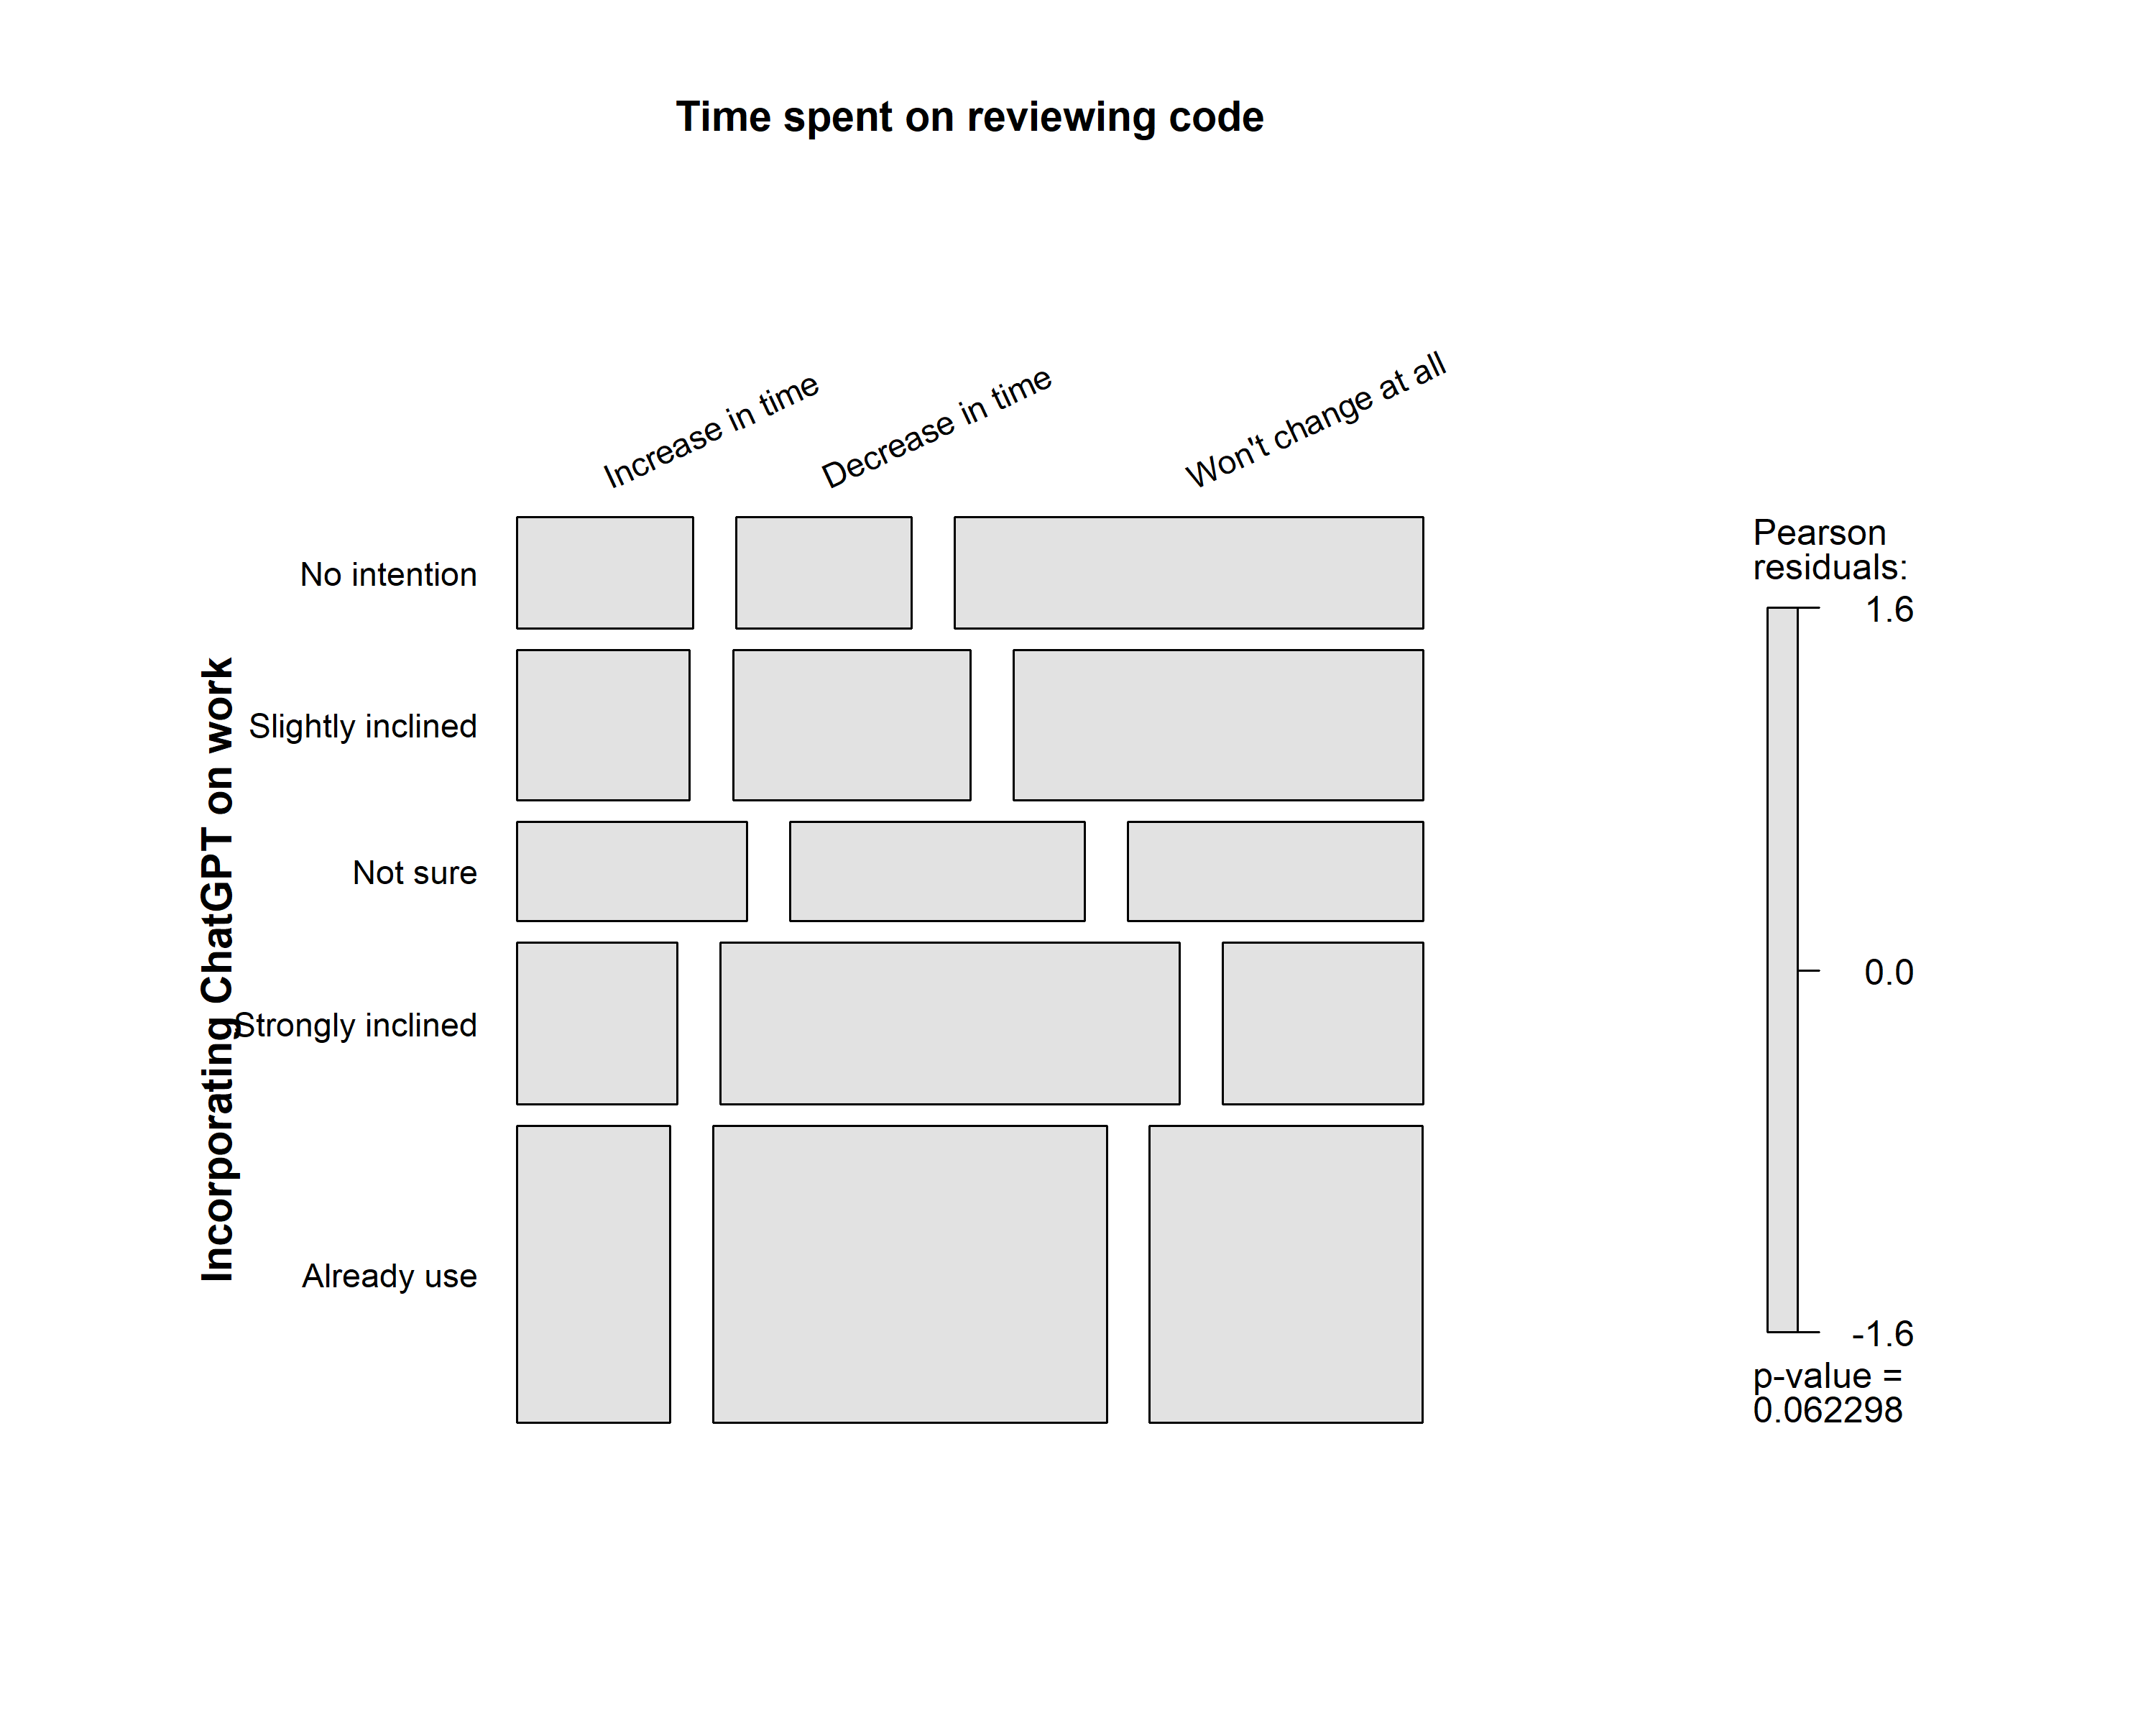 Time spent on reviewing code
Increase in time
Decrease in time
Won't change at all
Incorporating ChatGPT on work
No intention
Slightly inclined
Not sure
Strongly inclined
Already use
Pearson
residuals:
1.6
0.0
-1.6
p-value =
0.062298